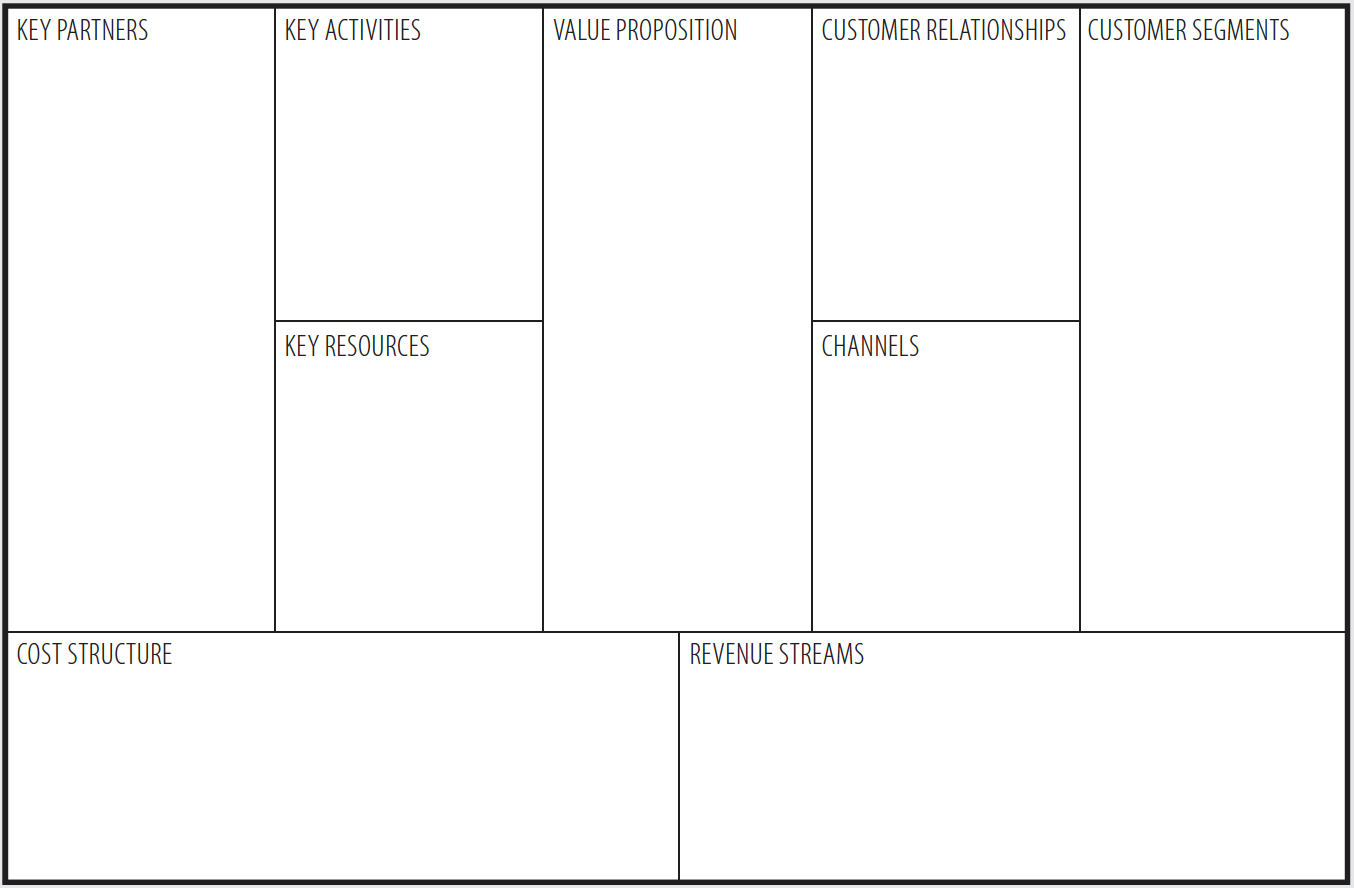 KEY PARTNERS
KEY ACTIVITIES
VALUE PROPOSITION
CUSTOMER RELATIONSHIPS
CUSTOMER SEGMENTS
KEY RESOURCES
CHANNELS
COST STRUCTURE
REVENUE STREAMS